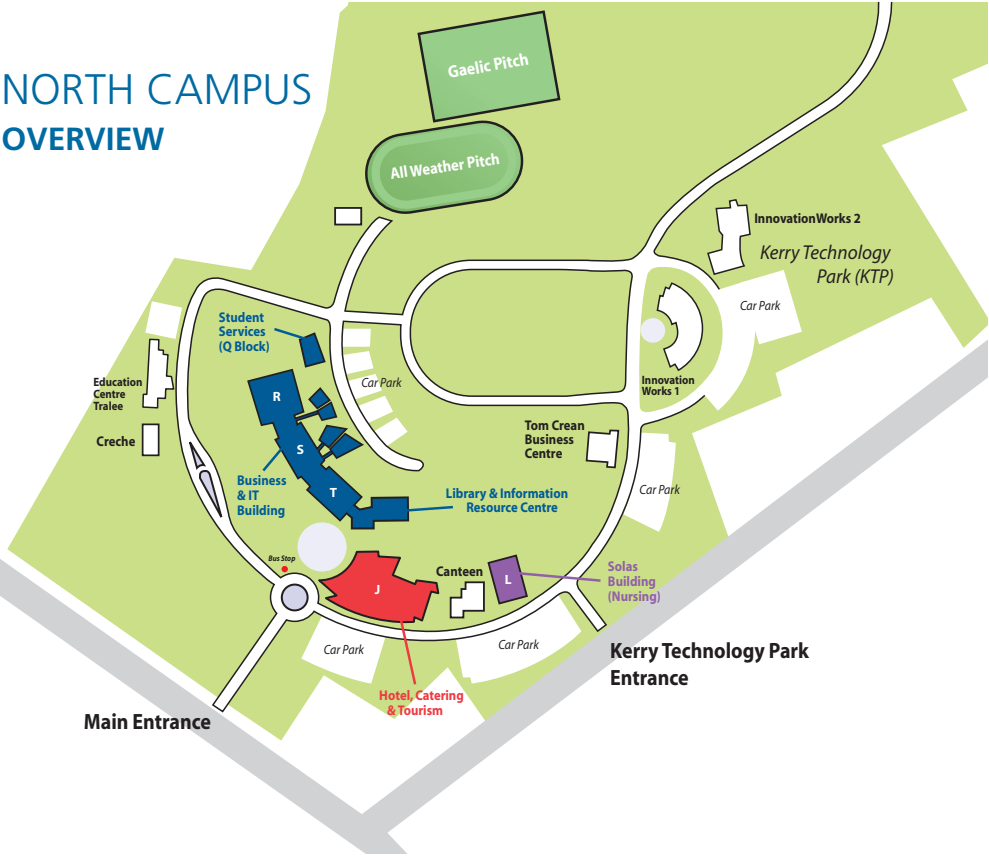 NORTH CAMPUS
OVERVIEW
Gaelic Pitch
All Weather Pitch
InnovationWorks 2
Kerry Technology
Park (KTP)
Car Park
Student
Services
(Q Block)
Education
Centre
Tralee
Creche
R
Car Park
Innovation
Works 1
S
Tom Crean
Business
Centre
Business
& IT
Building
T
Library & Information
Resource Centre
Car Park
Bus Stop
J
Canteen
L
Solas
Building
(Nursing)
Car Park
Car Park
Kerry Technology Park
Entrance
Hotel, Catering
& Tourism
Main Entrance